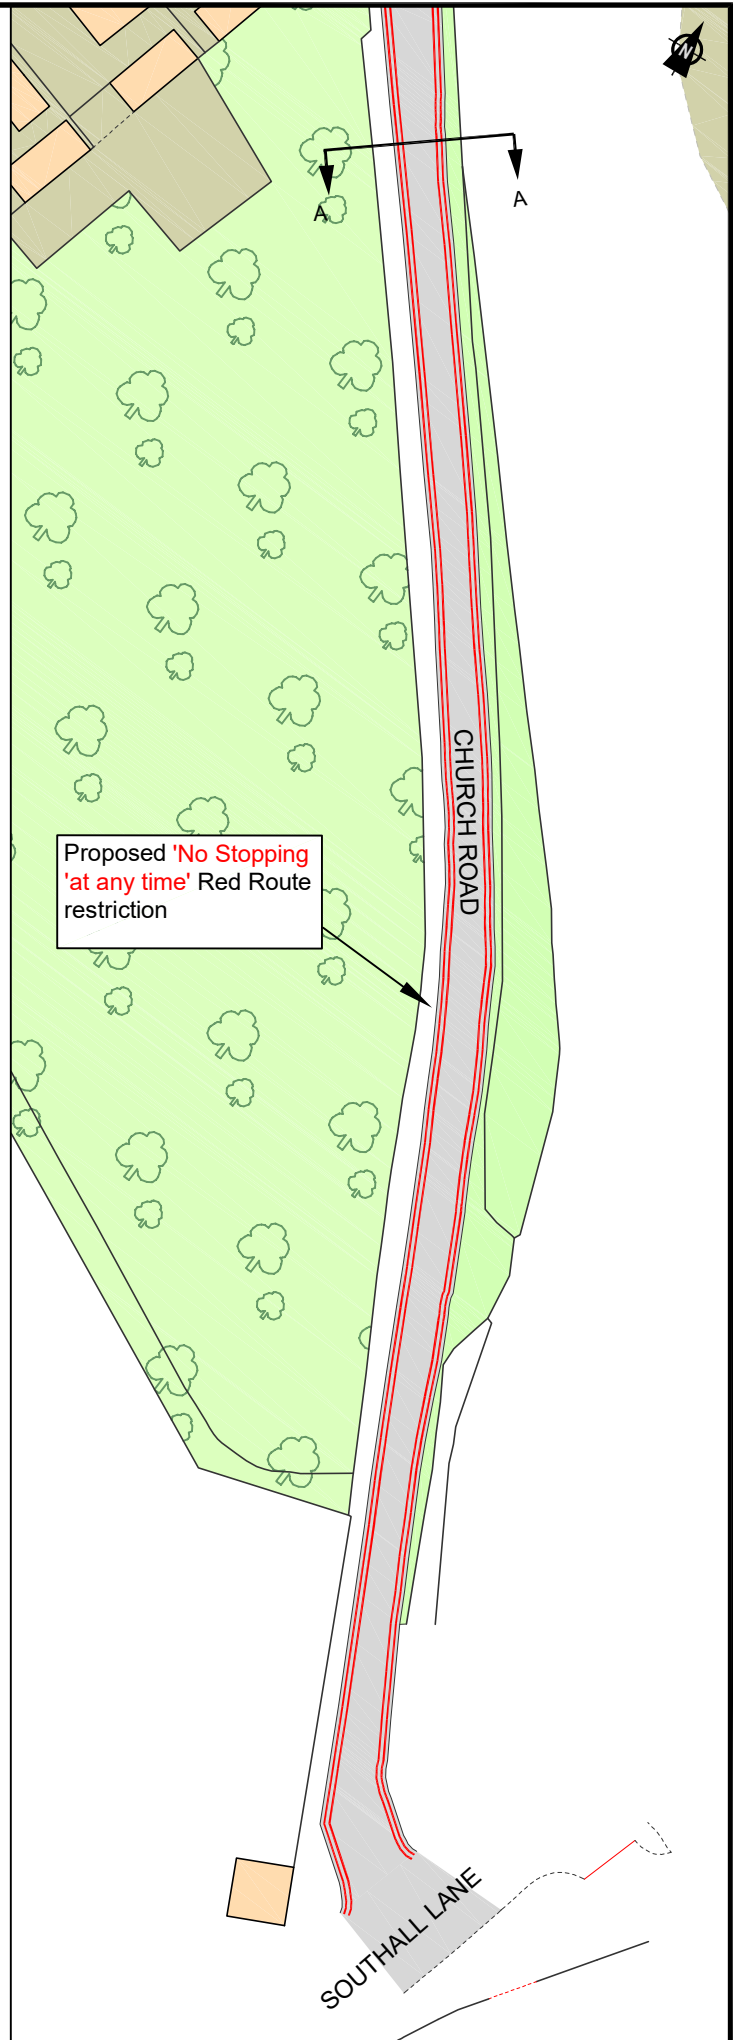 N
A
A
CHURCH ROAD
Proposed 'No Stopping
'at any time' Red Route
restriction
SOUTHALL LANE